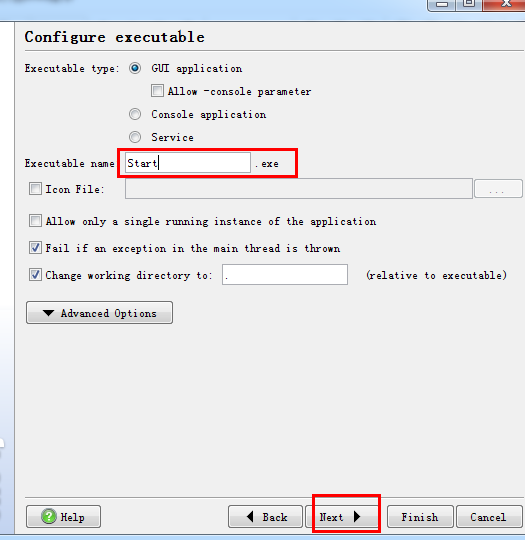 Configure executable
Executable type: GUI application
Allow -console parameter
Console application
Service
Executable name Start .exe
Icon File: ...
Allow only a single running instance of the application
Fail if an exception in the main thread is thrown
Change working directory to: . (relative to executable)
Advanced Options
Help Back Next Finish Cancel